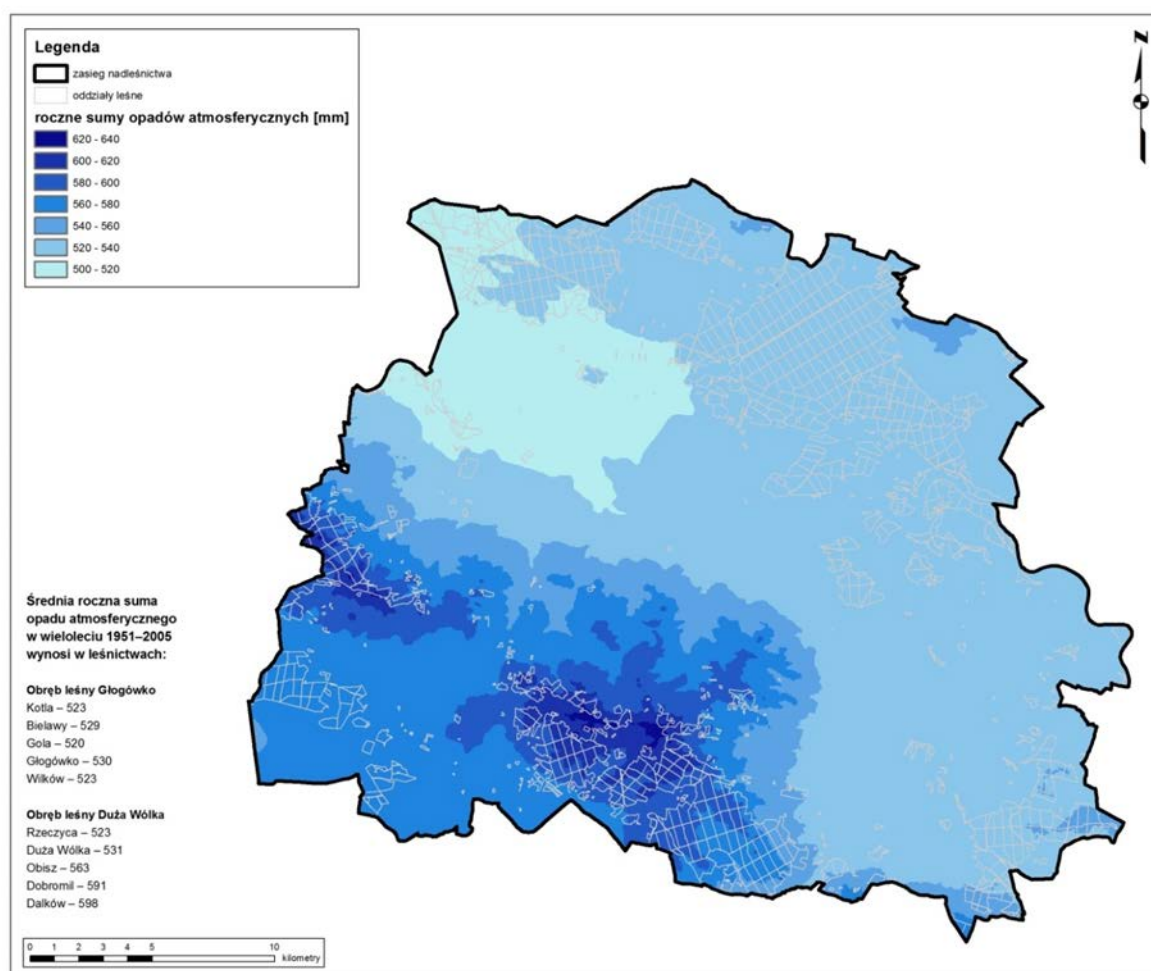 Legenda
zasieg nadleśnictwa
oddziały leśne
roczne sumy opadów atmosferycznych [mm]
620 - 640
600 - 620
580 - 600
560 - 580
540 - 560
520 - 540
500 - 520
N
Średnia roczna suma
opadu atmosferycznego
w wieloleciu 1951–2005
wynosi w leśnictwach:
Obręb leśny Głogówko
Kotla – 523
Bielawy – 529
Gola – 520
Głogówko – 530
Wilków – 523
Obręb leśny Duża Wólka
Rzeczyca – 523
Duża Wólka – 531
Obisz – 563
Dobromil – 591
Dalków – 598
0 1 2 3 4 5 10
kilometry